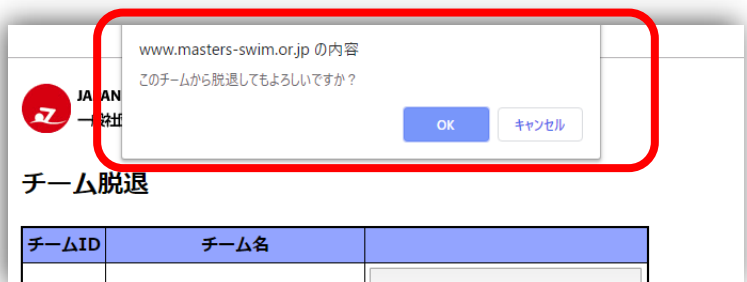 www.masters-swim.or.jp の内容
このチームから脱退してもよろしいですか？
OK キャンセル
JAPAN
一般社団
チーム脱退
チームID チーム名